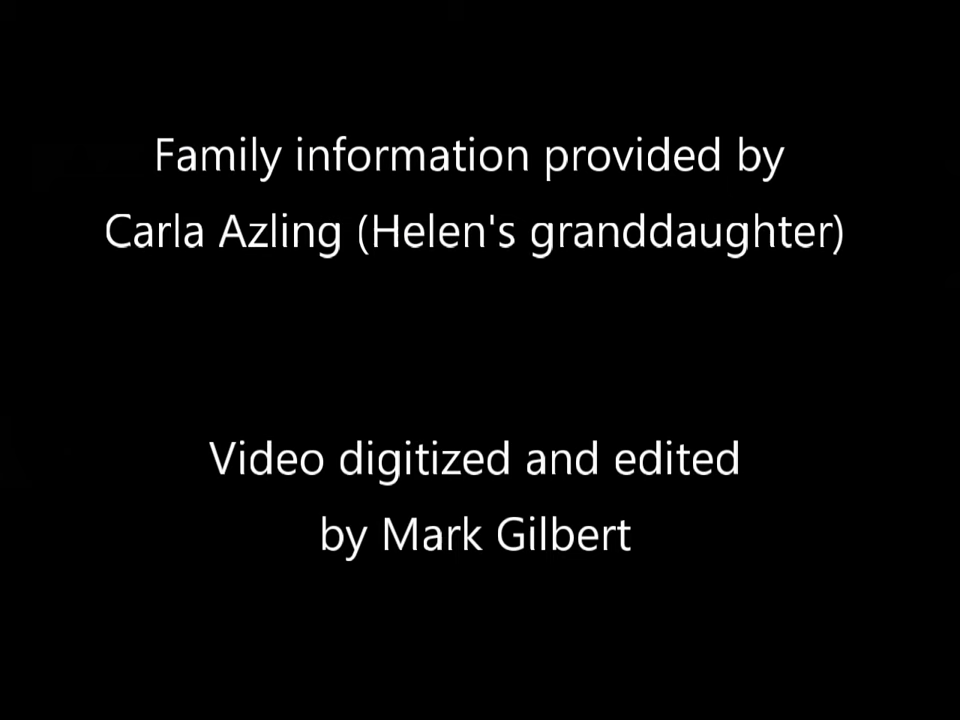 Family information provided by
Carla Azling (Helen's granddaughter)
Video digitized and edited
by Mark Gilbert